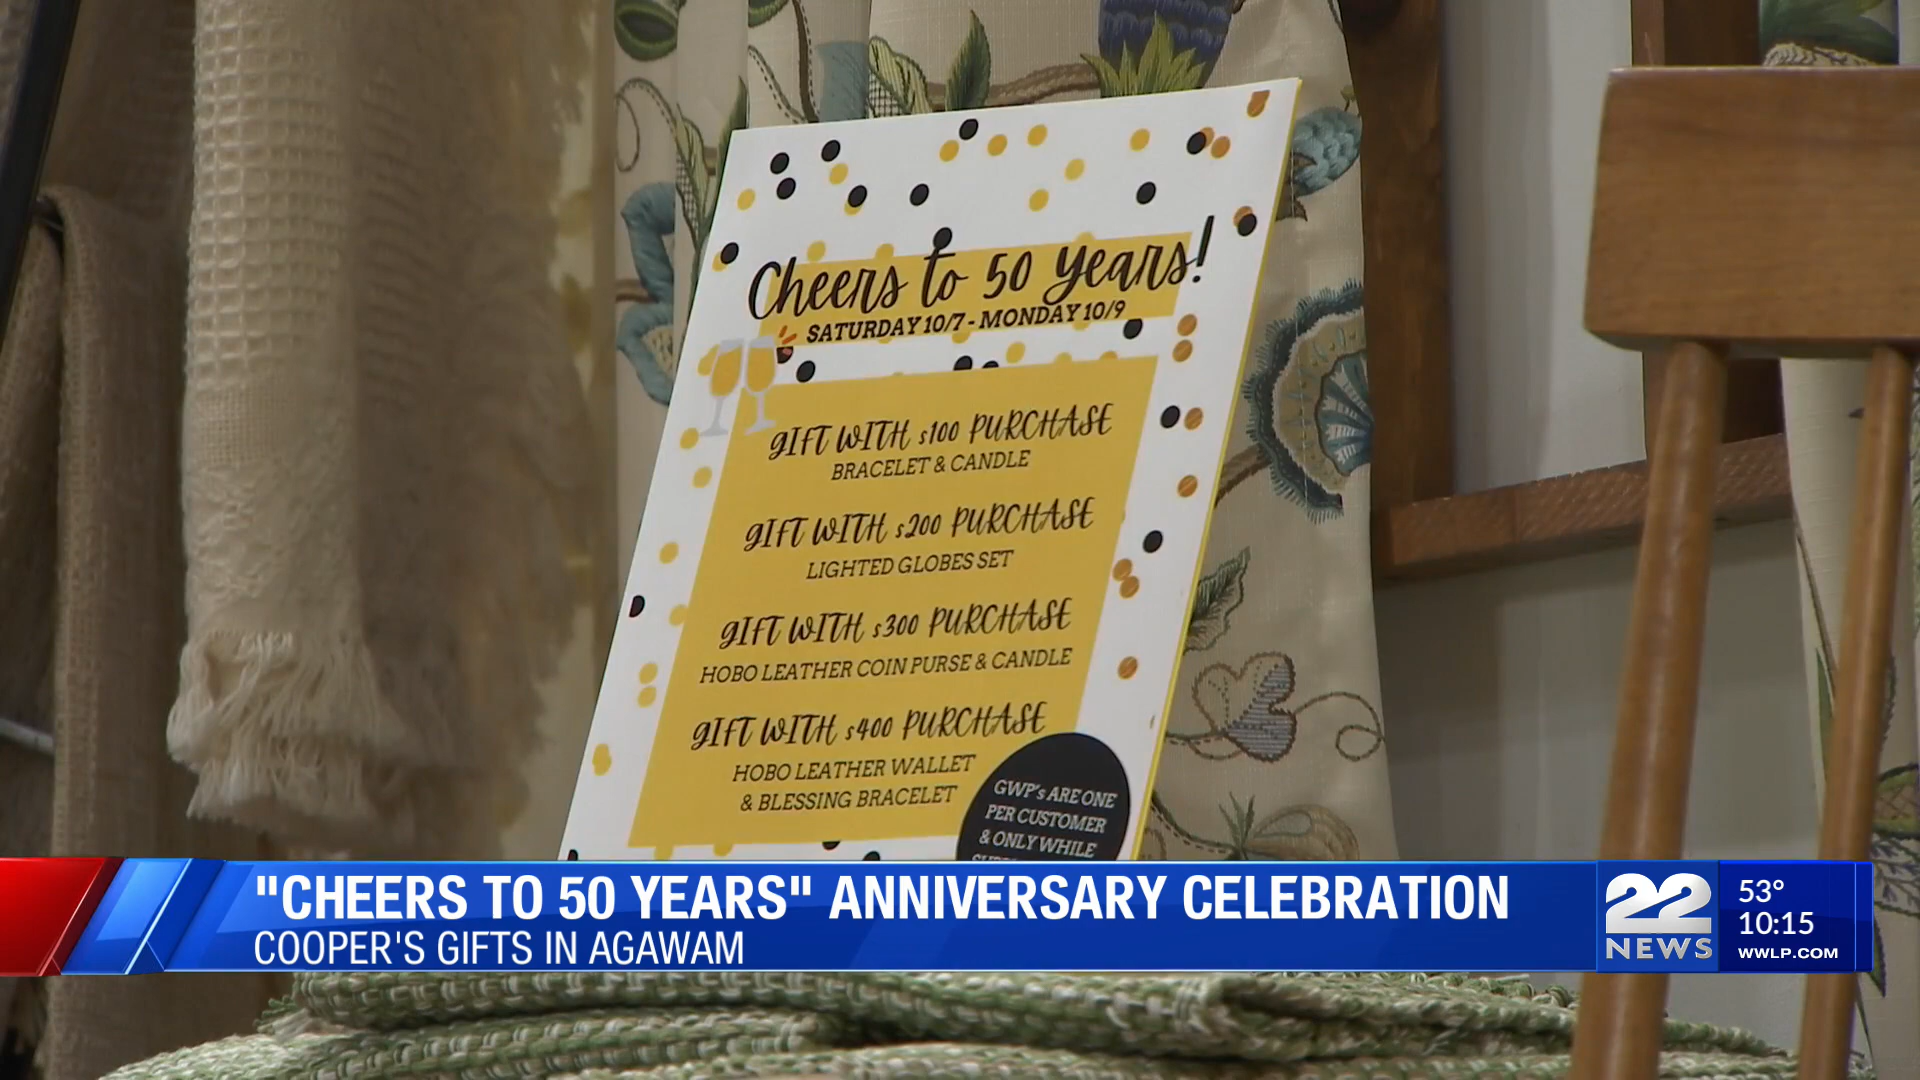 Cheers to 50 Years!
SATURDAY 10/7 - MONDAY 10/9
GIFT WITH $100 PURCHASE
BRACELET & CANDLE
GIFT WITH $200 PURCHASE
LIGHTED GLOBES SET
GIFT WITH $300 PURCHASE
HOBO LEATHER COIN PURSE & CANDLE
GIFT WITH $400 PURCHASE
HOBO LEATHER WALLET
& BLESSING BRACELET
GWP's ARE ONE
PER CUSTOMER
& ONLY WHILE
"CHEERS TO 50 YEARS" ANNIVERSARY CELEBRATION
COOPER'S GIFTS IN AGAWAM
22
NEWS
53°
10:15
WWLP.COM